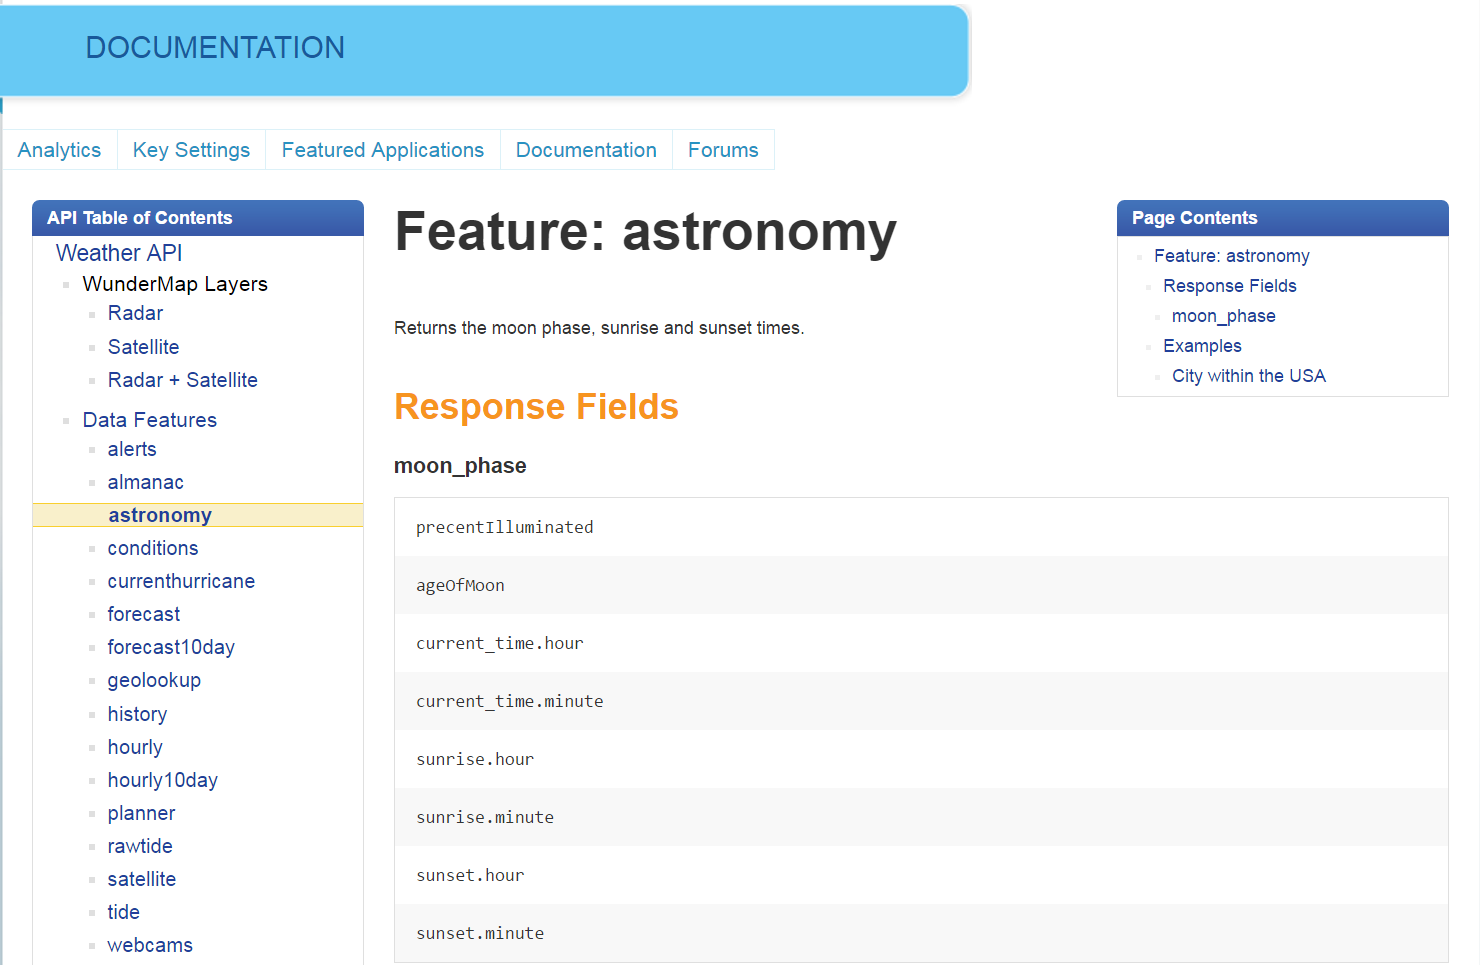 DOCUMENTATION
Analytics
Key Settings
Featured Applications
Documentation
Forums
API Table of Contents
Weather API
WunderMap Layers
Radar
Satellite
Radar + Satellite
Data Features
alerts
almanac
astronomy
conditions
currenthurricane
forecast
forecast10day
geolookup
history
hourly
hourly10day
planner
rawtide
satellite
tide
webcams
Feature: astronomy
Returns the moon phase, sunrise and sunset times.
Response Fields
moon_phase
precentIlluminated
ageOfMoon
current_time.hour
current_time.minute
sunrise.hour
sunrise.minute
sunset.hour
sunset.minute
Page Contents
Feature: astronomy
Response Fields
moon_phase
Examples
City within the USA